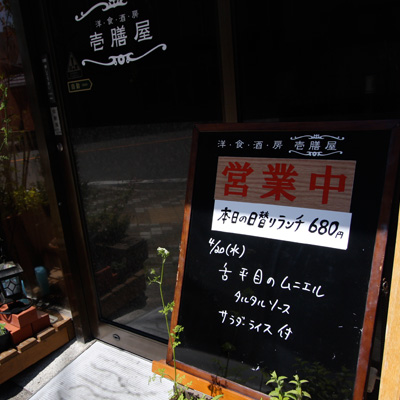 洋・食・酒・房
壱膳屋
洋・食・酒・房 壱膳屋
営業中
本日の日替りランチ 680円
4/20(水)
舌平目のムニエル
タルタルソース
サラダ・ライス付